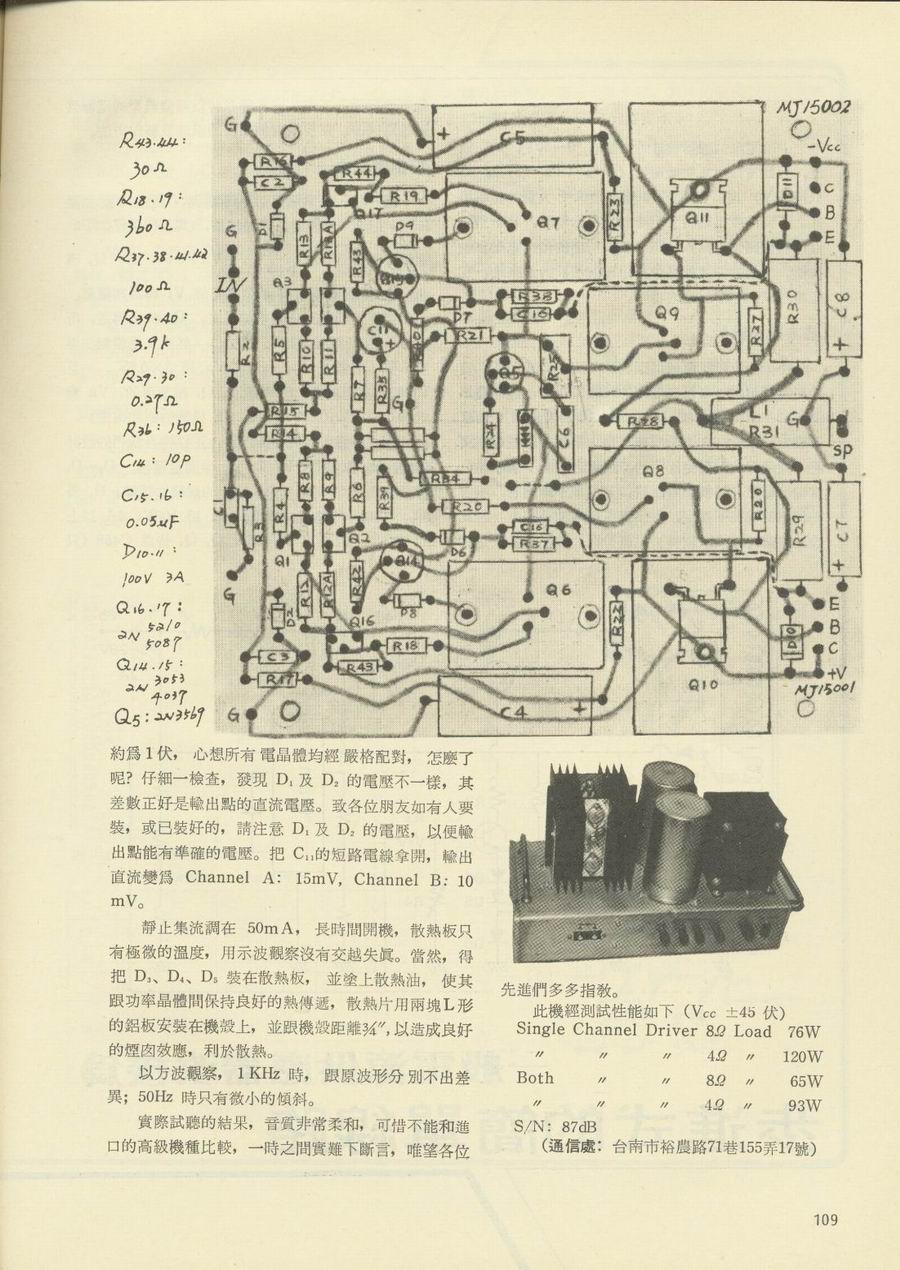 R43.44:
30Ω
R18.19:
360Ω
R37.38.41.42
100Ω
R39.40:
3.9k
R29.30:
0.27Ω
R36: 150Ω
C14: 10P
C15.16:
0.05uF
D10.11:
100V 3A
Q16.17:
2N 5210
5087
Q14.15:
2N 3053
4037
Q5: 2N3569
MJ15002
G
+ C5
-Vcc
R16
C2
R44
R19
Q17
D1
R13
R13A
D9
Q7
R23
Q11
D11
C
B
E
G
IN
Q3
R43
D7
R38
C16
Q9
R27
R30
C8
+
R2
R5
R10
R11
R21
R7
R35
R25
G
R15
R14
R24
C6
R28
L1
R31
G
SP
R34
R8
R9
R6
R39
R20
Q8
R20
R29
C7
+
C1
R3
R4
C16
R37
Q1
Q2
D6
Q14
R12
R12A
R42
D8
Q6
R22
Q10
E
B
C
+V
G
D2
Q16
R18
C3
R43
R17
G
C4 +
MJ15001
約爲1伏, 心想所有電晶體均經嚴格配對, 怎麽了
呢? 仔細一檢查, 發現 D₁ 及 D₂ 的電壓不一樣, 其
差數正好是輸出點的直流電壓。致各位朋友如有人要
裝, 或已裝好的, 請注意 D₁ 及 D₂ 的電壓, 以便輸
出點能有準確的電壓。把 C₁₁的短路電線拿開, 輸出
直流變爲 Channel A: 15mV, Channel B: 10
mV。
靜止集流調在 50mA, 長時間開機, 散熱板只
有極微的溫度, 用示波觀察沒有交越失眞。當然, 得
把 D₃、D₄、D₅ 裝在散熱板, 並塗上散熱油, 使其
跟功率晶體間保持良好的熱傳遞, 散熱片用兩塊L形
的鋁板安裝在機殼上, 並跟機殼距離¾″, 以造成良好
的煙囱效應, 利於散熱。
以方波觀察, 1 KHz 時, 跟原波形分別不出差
異; 50Hz 時只有微小的傾斜。
實際試聽的結果, 音質非常柔和, 可惜不能和進
口的高級機種比較, 一時之間實難下斷言, 唯望各位
先進們多多指教。
此機經測試性能如下 (Vcc ±45 伏)
Single Channel Driver 8Ω Load 76W
〃 〃 〃 4Ω 〃 120W
Both 〃 〃 8Ω 〃 65W
〃 〃 〃 4Ω 〃 93W
S/N: 87dB
(通信處: 台南市裕農路71巷155弄17號)
109